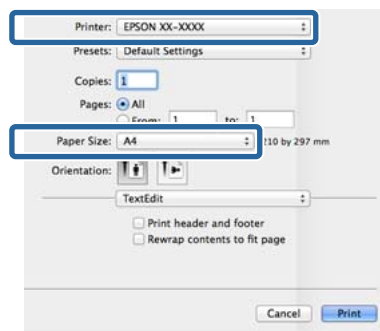 Printer: EPSON XX-XXXX
Presets: Default Settings
Copies: 1
Pages: All
From: 1 to: 1
Paper Size: A4 210 by 297 mm
Orientation:
TextEdit
Print header and footer
Rewrap contents to fit page
Cancel Print